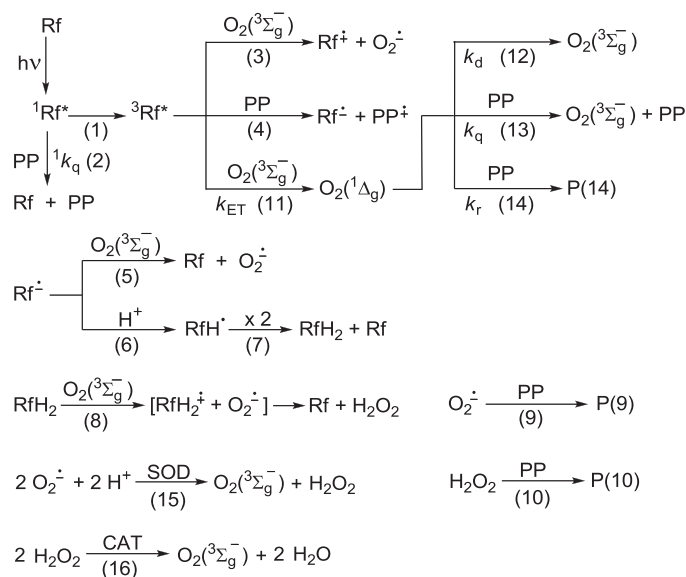 Rf
hν
¹Rf* (1) ³Rf*
PP ¹kq (2)
Rf + PP
O₂(³Σg⁻)
(3)
Rf•+ + O₂•−
PP
(4)
Rf•− + PP•+
O₂(³Σg⁻)
kET (11)
O₂(¹Δg)
kd (12)
O₂(³Σg⁻)
PP
kq (13)
O₂(³Σg⁻) + PP
PP
kr (14)
P(14)
Rf•−
O₂(³Σg⁻)
(5)
Rf + O₂•−
H⁺
(6)
RfH•
x 2
(7)
RfH₂ + Rf
RfH₂ O₂(³Σg⁻) (8) [RfH₂•+ + O₂•−] Rf + H₂O₂
O₂•− PP (9) P(9)
2 O₂•− + 2 H⁺ SOD (15) O₂(³Σg⁻) + H₂O₂
H₂O₂ PP (10) P(10)
2 H₂O₂ CAT (16) O₂(³Σg⁻) + 2 H₂O